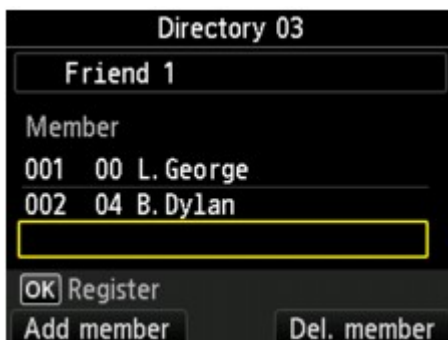 Directory 03
Friend 1
Member
001 00 L. George
002 04 B. Dylan
OK Register
Add member Del. member